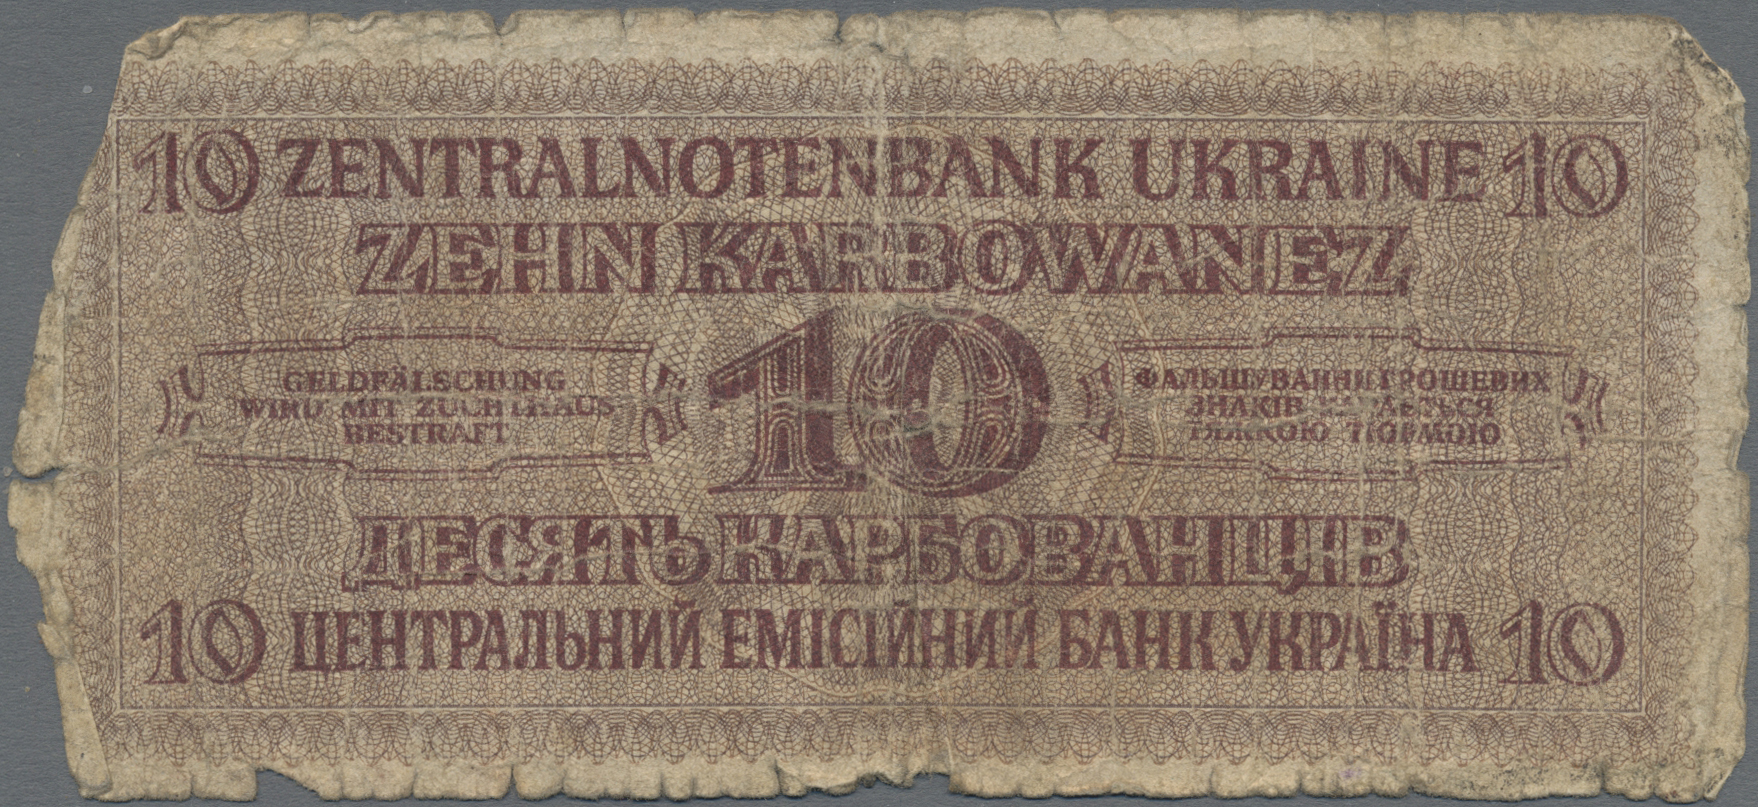 10 ZENTRALNOTENBANK UKRAINE 10
ZEHN KARBOWANEZ
GELDFÄLSCHUNG
WIRD MIT ZUCHTHAUS
BESTRAFT
10
ФАЛЬШУВАННЯ ГРОШЕВИХ
ЗНАКІВ КАРАЄТЬСЯ
ТЯЖКОЮ ТЮРМОЮ
ДЕСЯТЬ КАРБОВАНЦІВ
10 ЦЕНТРАЛЬНИЙ ЕМІСІЙНИЙ БАНК УКРАЇНА 10